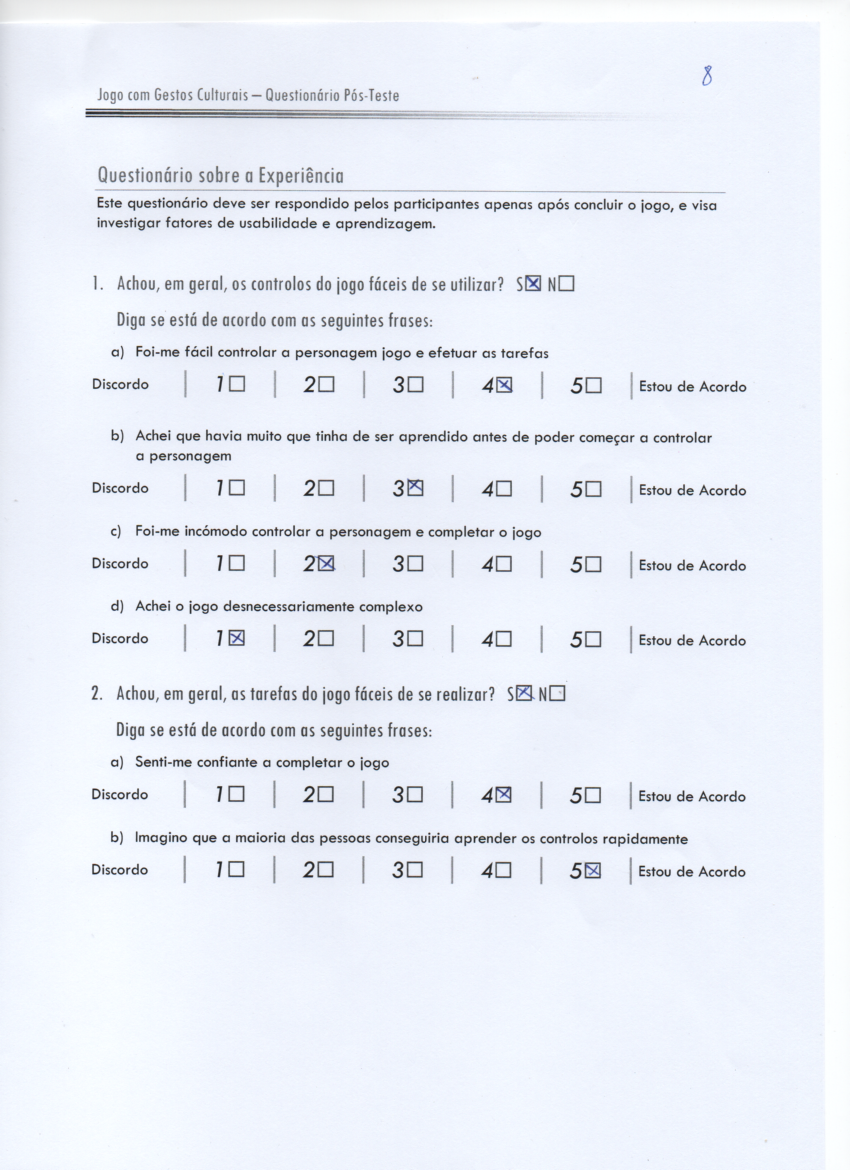 8
Jogo com Gestos Culturais – Questionário Pós-Teste
Questionário sobre a Experiência
Este questionário deve ser respondido pelos participantes apenas após concluir o jogo, e visa
investigar fatores de usabilidade e aprendizagem.
1. Achou, em geral, os controlos do jogo fáceis de se utilizar? S☒ N☐
Diga se está de acordo com as seguintes frases:
a) Foi-me fácil controlar a personagem jogo e efetuar as tarefas
Discordo | 1☐ | 2☐ | 3☐ | 4☒ | 5☐ | Estou de Acordo
b) Achei que havia muito que tinha de ser aprendido antes de poder começar a controlar
a personagem
Discordo | 1☐ | 2☐ | 3☒ | 4☐ | 5☐ | Estou de Acordo
c) Foi-me incómodo controlar a personagem e completar o jogo
Discordo | 1☐ | 2☒ | 3☐ | 4☐ | 5☐ | Estou de Acordo
d) Achei o jogo desnecessariamente complexo
Discordo | 1☒ | 2☐ | 3☐ | 4☐ | 5☐ | Estou de Acordo
2. Achou, em geral, as tarefas do jogo fáceis de se realizar? S☒ N☐
Diga se está de acordo com as seguintes frases:
a) Senti-me confiante a completar o jogo
Discordo | 1☐ | 2☐ | 3☐ | 4☒ | 5☐ | Estou de Acordo
b) Imagino que a maioria das pessoas conseguiria aprender os controlos rapidamente
Discordo | 1☐ | 2☐ | 3☐ | 4☐ | 5☒ | Estou de Acordo